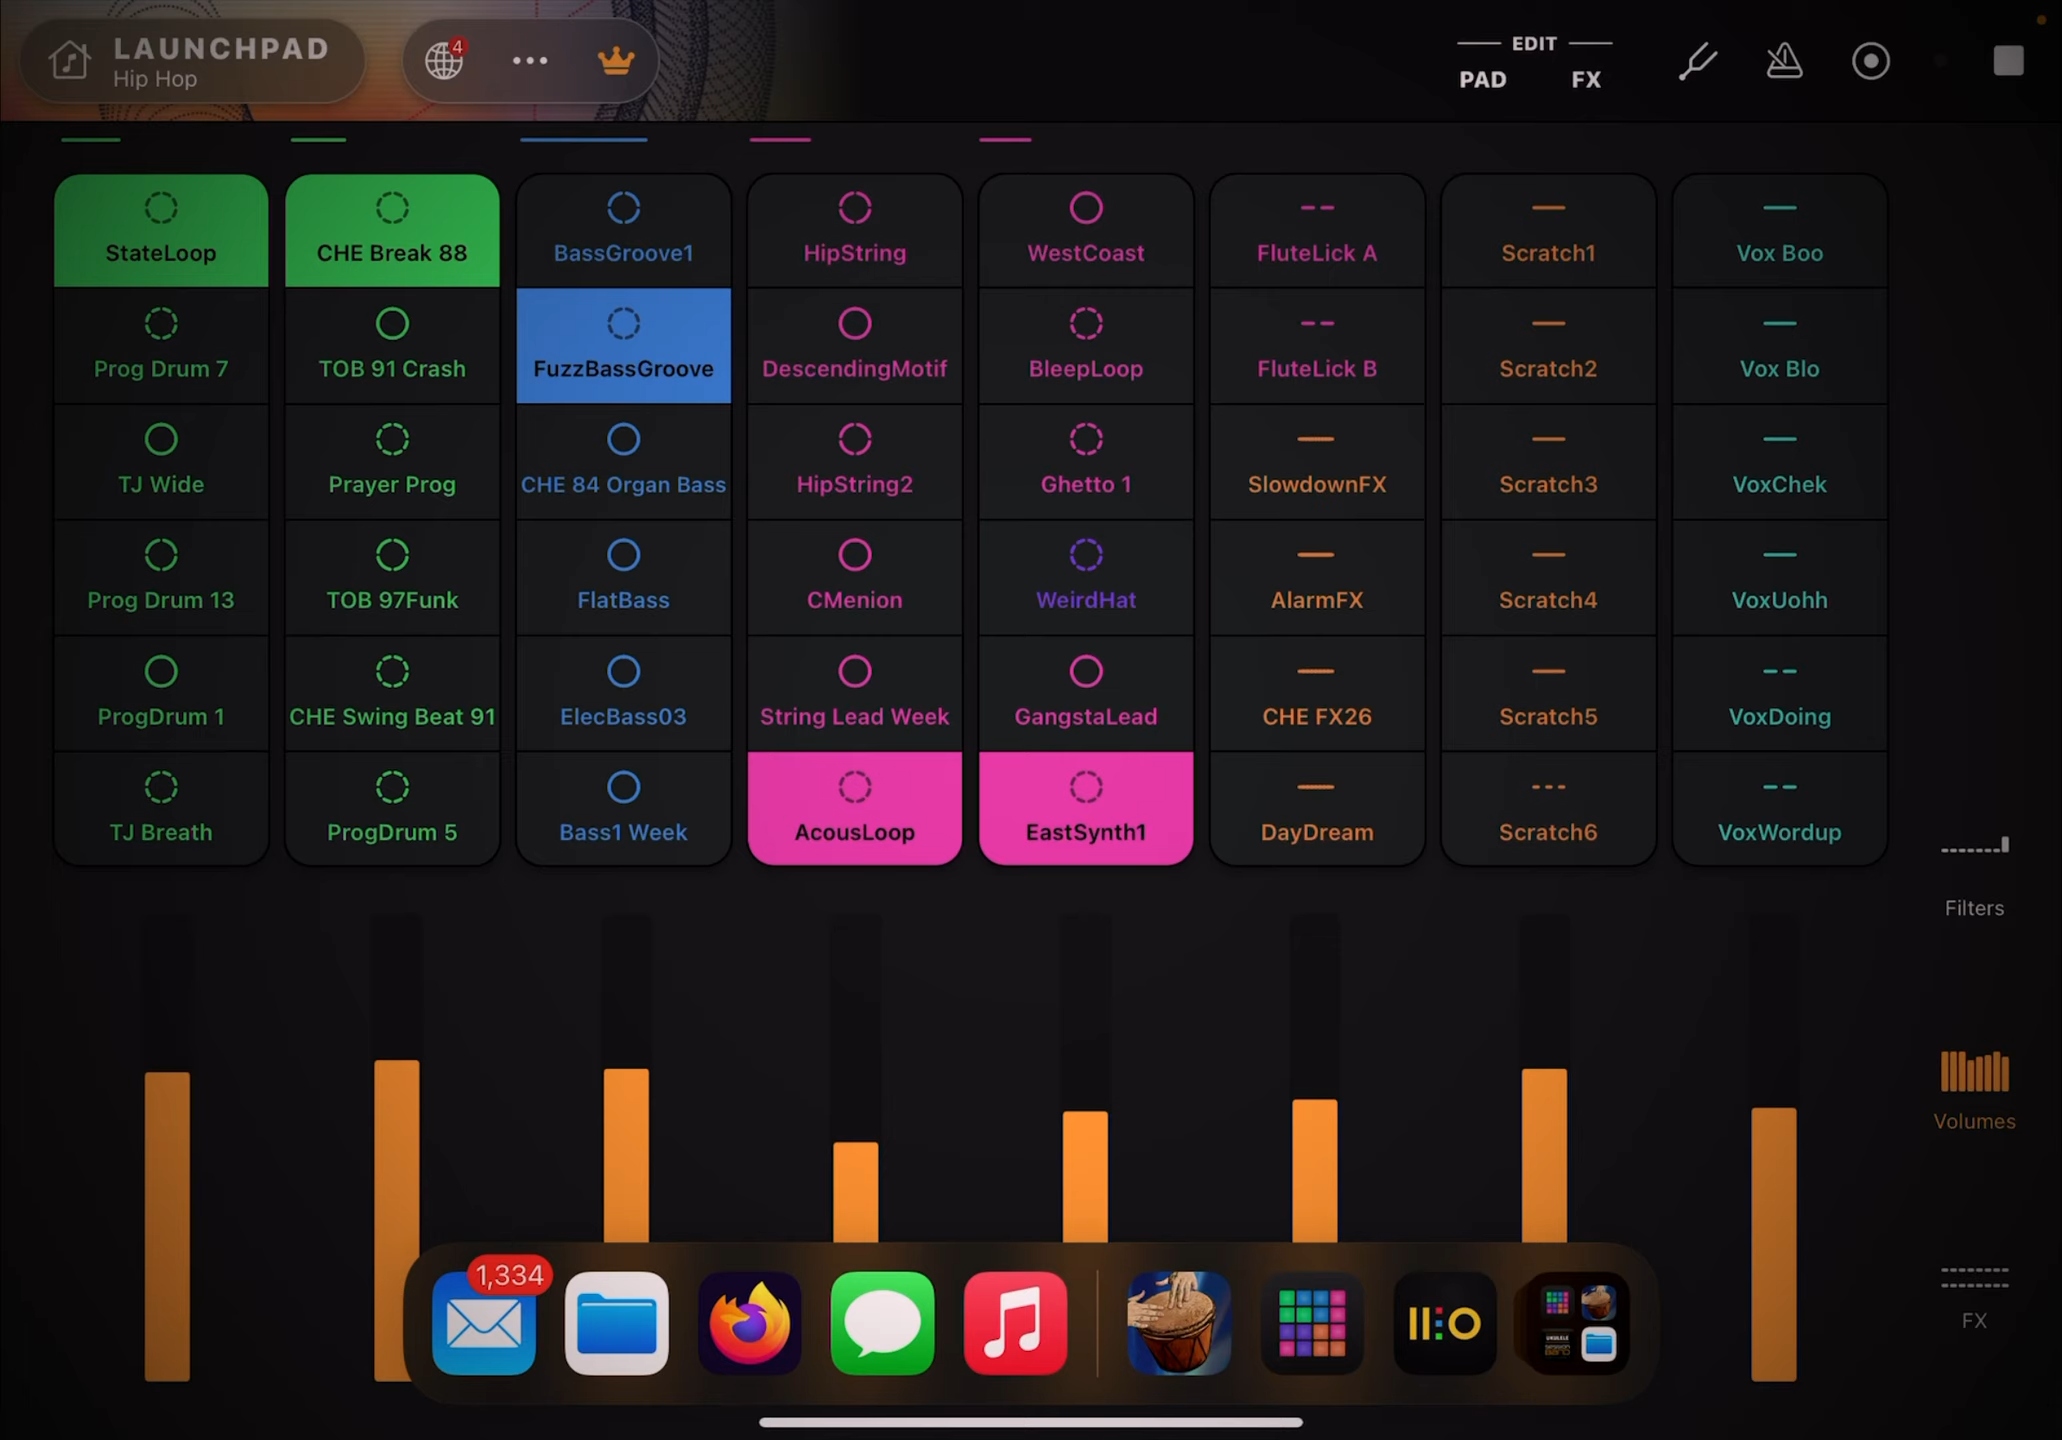 LAUNCHPAD
Hip Hop
4
EDIT
PAD FX
StateLoop CHE Break 88 BassGroove1 HipString WestCoast FluteLick A Scratch1 Vox Boo
Prog Drum 7 TOB 91 Crash FuzzBassGroove DescendingMotif BleepLoop FluteLick B Scratch2 Vox Blo
TJ Wide Prayer Prog CHE 84 Organ Bass HipString2 Ghetto 1 SlowdownFX Scratch3 VoxChek
Prog Drum 13 TOB 97Funk FlatBass CMenion WeirdHat AlarmFX Scratch4 VoxUohh
ProgDrum 1 CHE Swing Beat 91 ElecBass03 String Lead Week GangstaLead CHE FX26 Scratch5 VoxDoing
TJ Breath ProgDrum 5 Bass1 Week AcousLoop EastSynth1 DayDream Scratch6 VoxWordup
Filters
Volumes
FX
1,334
UKULELE
SESSION
BAND